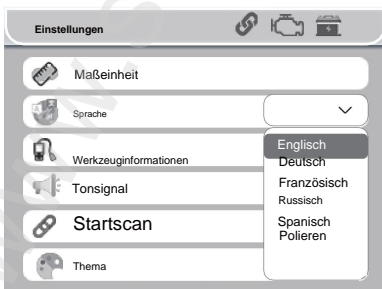 Einstellungen
Maßeinheit
Sprache
Englisch
Deutsch
Werkzeuginformationen
Französisch
Tonsignal
Russisch
Startscan
Spanisch
Polieren
Thema